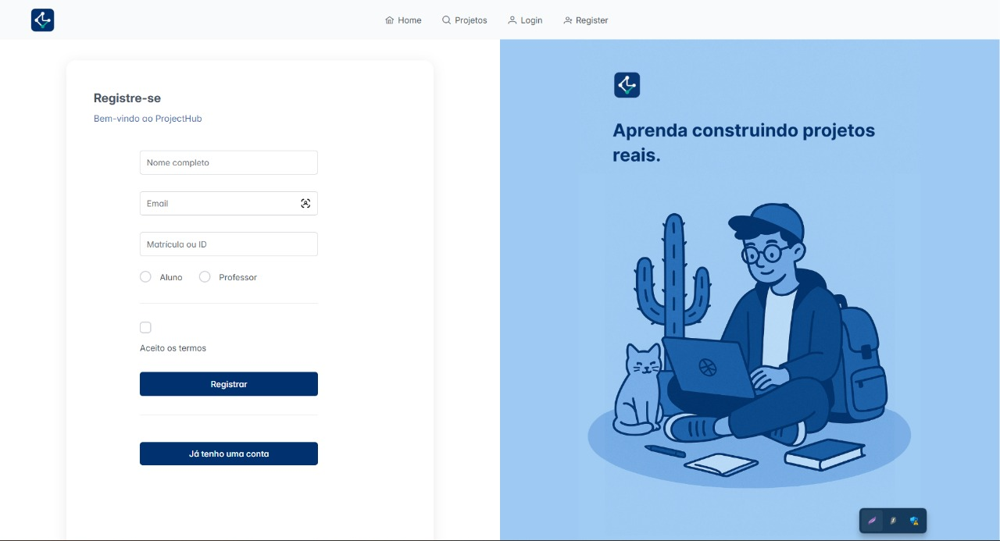 Home
Projetos
Login
Register
Registre-se
Bem-vindo ao ProjectHub
Nome completo
Email
Matrícula ou ID
Aluno
Professor
Aceito os termos
Registrar
Já tenho uma conta
Aprenda construindo projetos
reais.